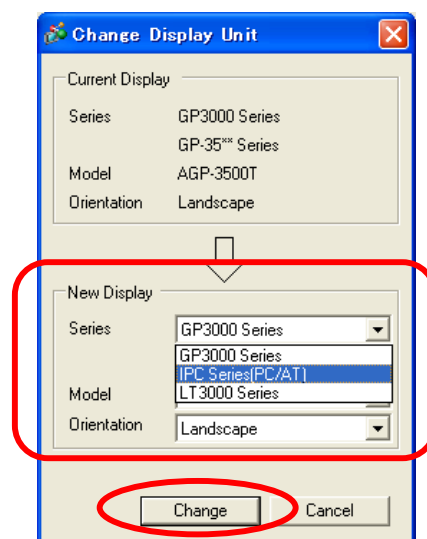 Change Display Unit
Current Display
Series GP3000 Series
GP-35** Series
Model AGP-3500T
Orientation Landscape
New Display
Series GP3000 Series
GP3000 Series
IPC Series(PC/AT)
Model LT3000 Series
Orientation Landscape
Change Cancel